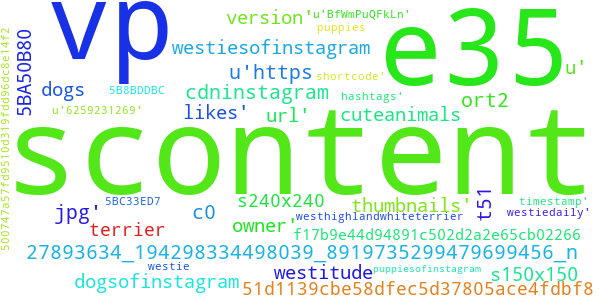 vp
e35
scontent
version'
u'BfWmPuQFkLn'
puppies
westiesofinstagram
u'https
shortcode'
u'
5BA50B80
dogs
5B8BDDBC
cdninstagram
hashtags'
ort2
u'6259231269'
likes'
url'
cuteanimals
500747a57fd9510d319fdd96dc8e14f2
5BC33ED7
s240x240
thumbnails'
t51
timestamp'
jpg'
c0
westhighlandwhiteterrier
westiedaily'
terrier
owner'
f17b9e44d94891c502d2a2e65cb02266
27893634_194298334498039_8919735299479699456_n
westie
westitude
puppiesofinstagram
s150x150
dogsofinstagram
51d1139cbe58dfec5d37805ace4fdbf8